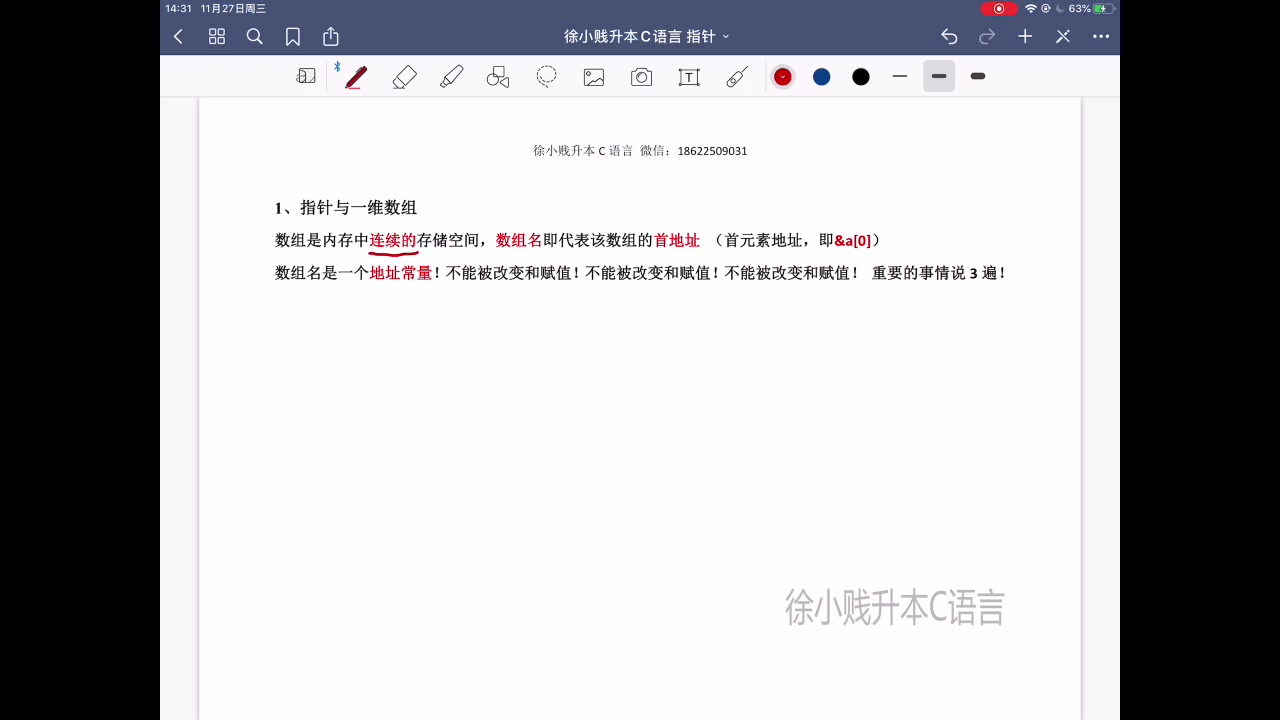 14:31 11月27日周三 63%
徐小贱升本C语言 指针
徐小贱升本 C 语言 微信：18622509031
1、指针与一维数组
数组是内存中连续的存储空间，数组名即代表该数组的首地址 （首元素地址，即&a[0]）
数组名是一个地址常量！不能被改变和赋值！不能被改变和赋值！不能被改变和赋值！ 重要的事情说 3 遍！
徐小贱升本C语言